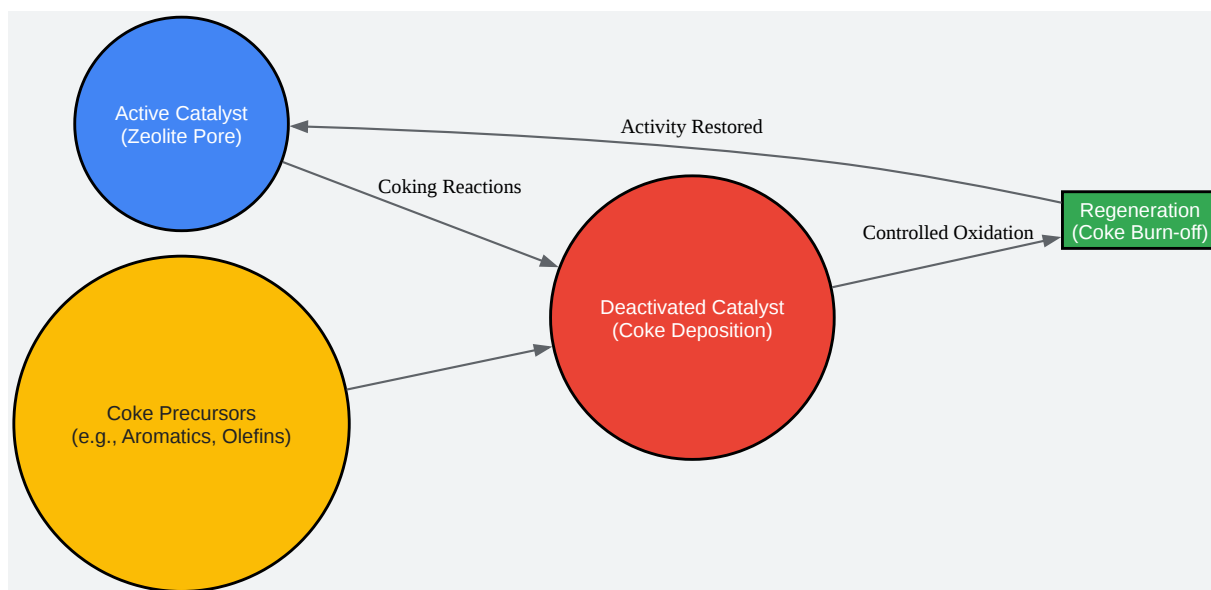 Active Catalyst
(Zeolite Pore)
Activity Restored
Coking Reactions
Regeneration
(Coke Burn-off)
Controlled Oxidation
Deactivated Catalyst
(Coke Deposition)
Coke Precursors
(e.g., Aromatics, Olefins)